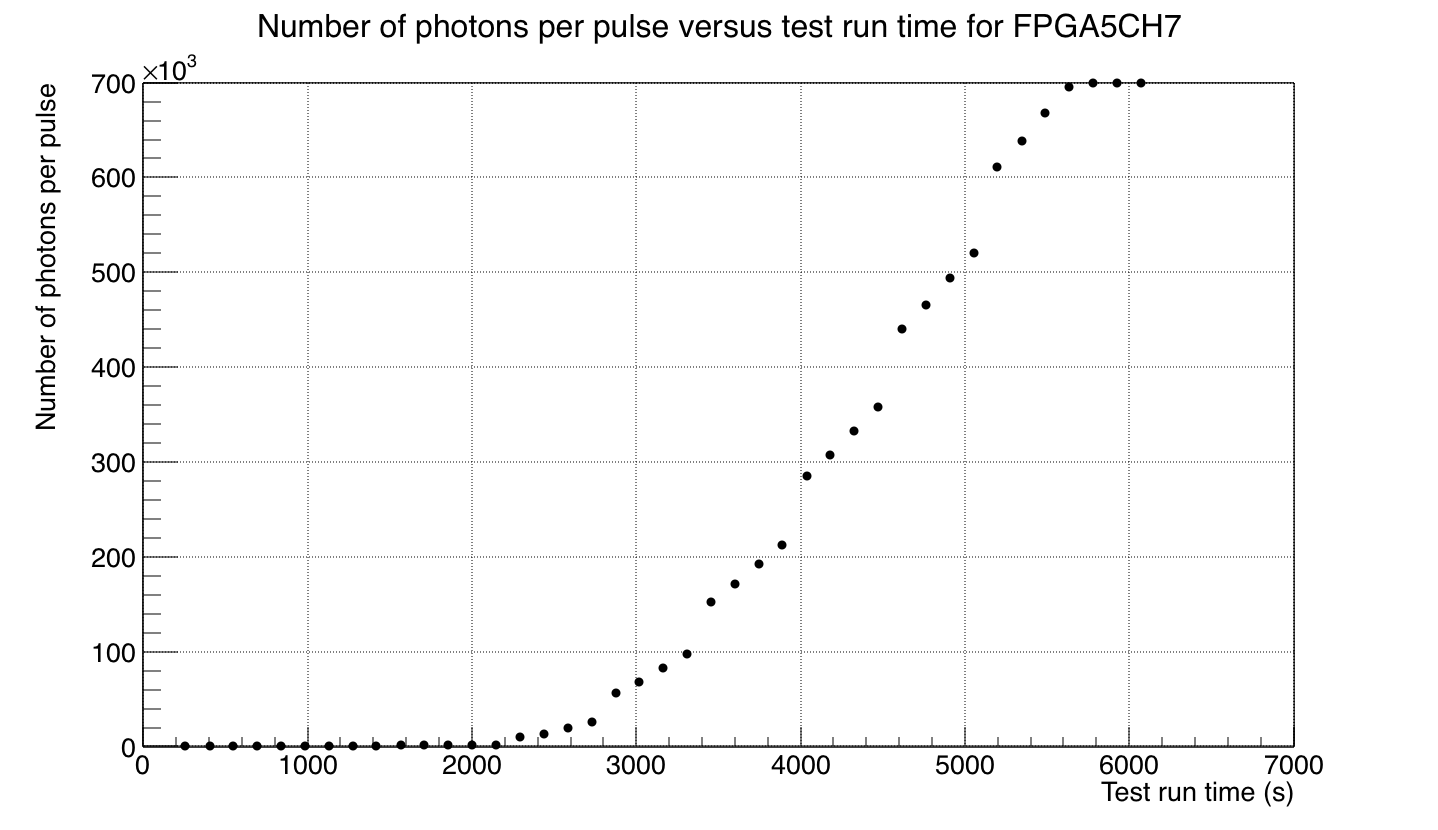 Number of photons per pulse versus test run time for FPGA5CH7
×10³
Number of photons per pulse
700
600
500
400
300
200
100
0
0 1000 2000 3000 4000 5000 6000 7000
Test run time (s)